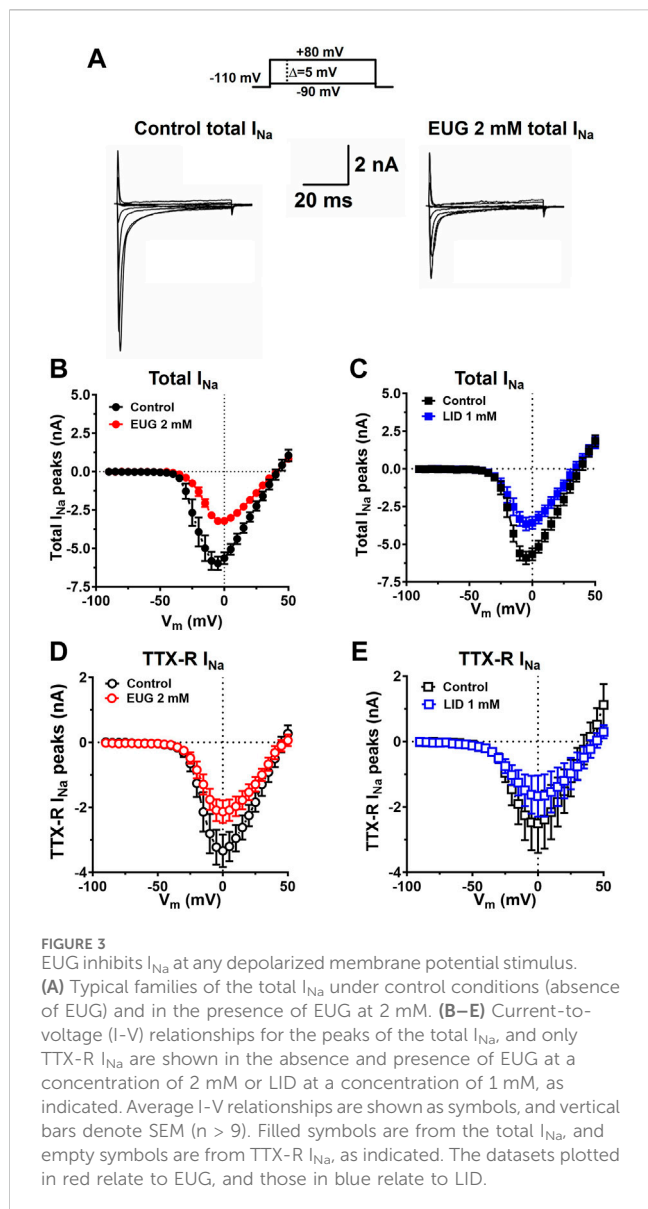 A
+80 mV
-110 mV
Δ=5 mV
-90 mV
Control total INa
EUG 2 mM total INa
2 nA
20 ms
B
Total INa
Control
EUG 2 mM
Total INa peaks (nA)
5.0
2.5
0.0
-2.5
-5.0
-7.5
-100
-50
0
50
Vm (mV)
C
Total INa
Control
LID 1 mM
Total INa peaks (nA)
5.0
2.5
0.0
-2.5
-5.0
-7.5
-100
-50
0
50
Vm (mV)
D
TTX-R INa
Control
EUG 2 mM
TTX-R INa peaks (nA)
2
0
-2
-4
-100
-50
0
50
Vm (mV)
E
TTX-R INa
Control
LID 1 mM
TTX-R INa peaks (nA)
2
0
-2
-4
-100
-50
0
50
Vm (mV)
FIGURE 3
EUG inhibits INa at any depolarized membrane potential stimulus.
(A) Typical families of the total INa under control conditions (absence
of EUG) and in the presence of EUG at 2 mM. (B–E) Current-to-
voltage (I-V) relationships for the peaks of the total INa, and only
TTX-R INa are shown in the absence and presence of EUG at a
concentration of 2 mM or LID at a concentration of 1 mM, as
indicated. Average I-V relationships are shown as symbols, and vertical
bars denote SEM (n > 9). Filled symbols are from the total INa, and
empty symbols are from TTX-R INa, as indicated. The datasets plotted
in red relate to EUG, and those in blue relate to LID.